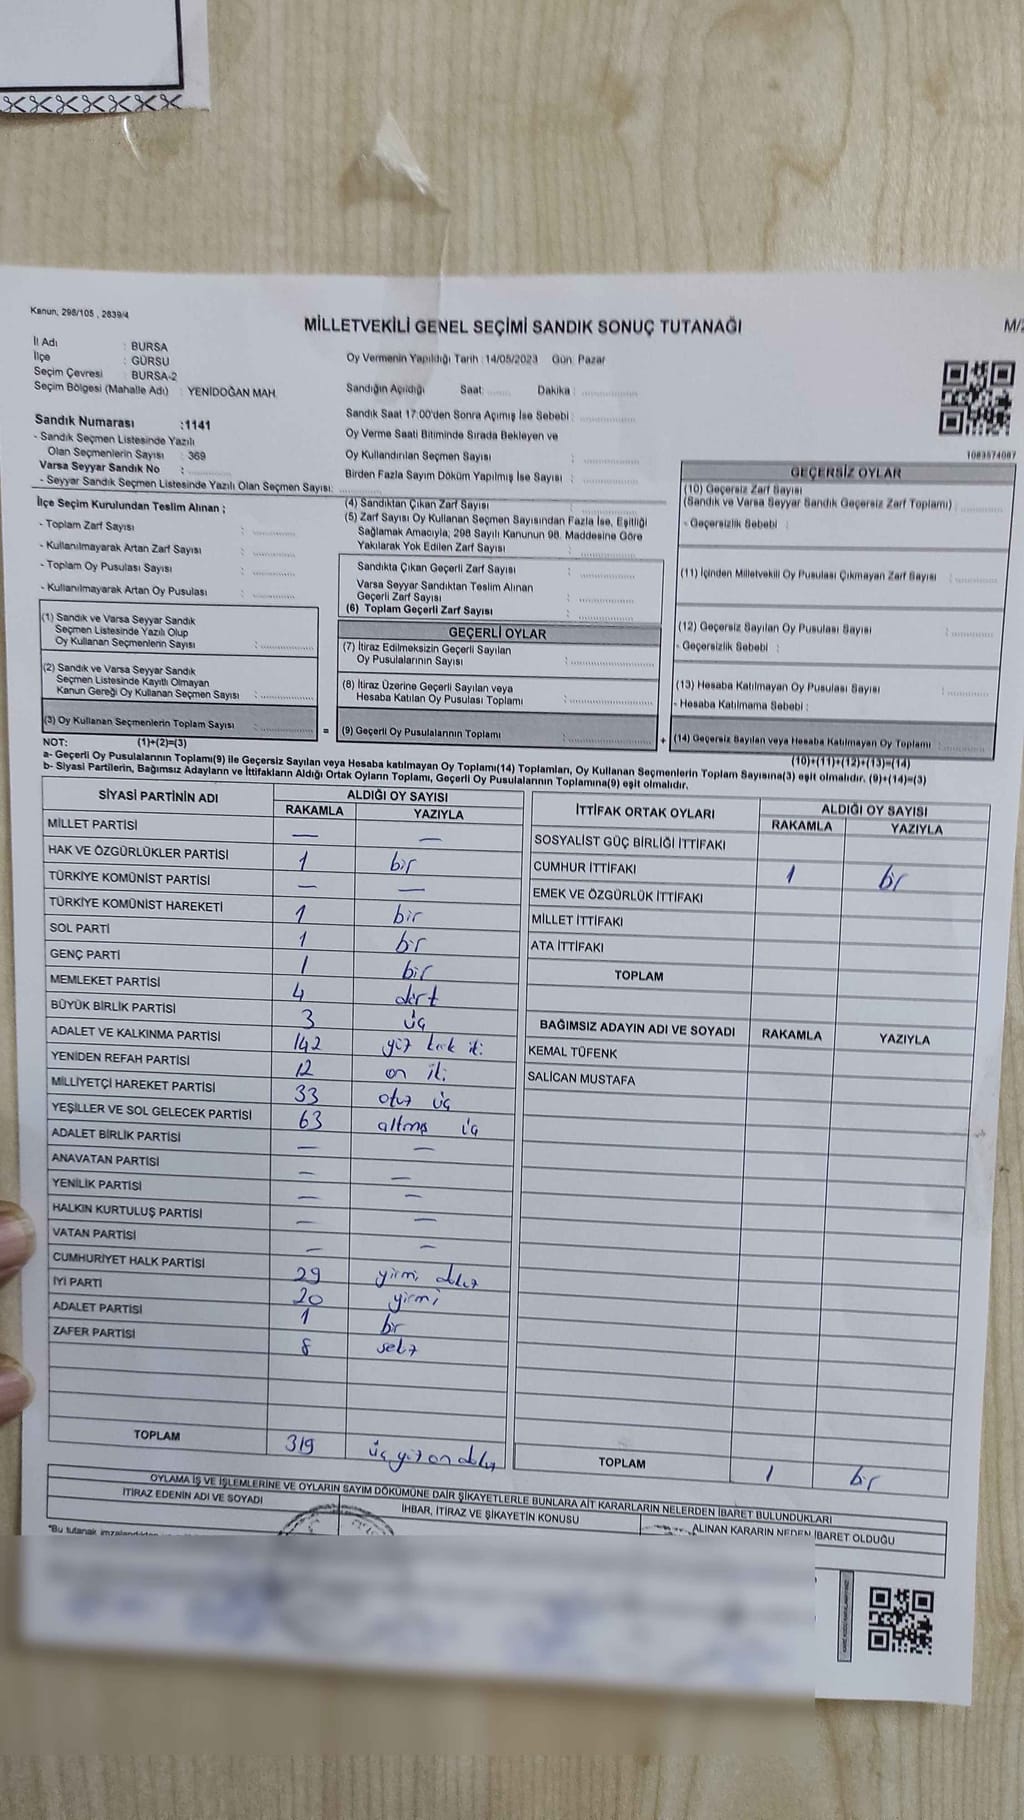 Kanun, 298/105 , 2839/4
MİLLETVEKİLİ GENEL SEÇİMİ SANDIK SONUÇ TUTANAĞI
M/2
İl Adı : BURSA
İlçe : GÜRSU
Seçim Çevresi : BURSA-2
Seçim Bölgesi (Mahalle Adı) : YENİDOĞAN MAH.
Oy Vermenin Yapıldığı Tarih : 14/05/2023 Gün: Pazar
Sandığın Açıldığı Saat: ....... Dakika : ...............
Sandık Saat 17:00'den Sonra Açımış İse Sebebi : ...............
Oy Verme Saati Bitiminde Sırada Bekleyen ve
Oy Kullandırılan Seçmen Sayısı : ...............
Birden Fazla Sayım Döküm Yapılmış İse Sayısı : ...............
1083574087
Sandık Numarası :1141
- Sandık Seçmen Listesinde Yazılı
Olan Seçmenlerin Sayısı : 369
Varsa Seyyar Sandık No : ............
- Seyyar Sandık Seçmen Listesinde Yazılı Olan Seçmen Sayısı: ............
İlçe Seçim Kurulundan Teslim Alınan ;
- Toplam Zarf Sayısı : ............
- Kullanılmayarak Artan Zarf Sayısı : ............
- Toplam Oy Pusulası Sayısı : ............
- Kullanılmayarak Artan Oy Pusulası : ............
(1) Sandık ve Varsa Seyyar Sandık
Seçmen Listesinde Yazılı Olup
Oy Kullanan Seçmenlerin Sayısı : ............
(2) Sandık ve Varsa Seyyar Sandık
Seçmen Listesinde Kayıtlı Olmayan
Kanun Gereği Oy Kullanan Seçmen Sayısı : ............
(3) Oy Kullanan Seçmenlerin Toplam Sayısı : ............
(4) Sandıktan Çıkan Zarf Sayısı : ............
(5) Zarf Sayısı Oy Kullanan Seçmen Sayısından Fazla İse, Eşitliği
Sağlamak Amacıyla; 298 Sayılı Kanunun 98. Maddesine Göre
Yakılarak Yok Edilen Zarf Sayısı : ............
Sandıkta Çıkan Geçerli Zarf Sayısı : ............
Varsa Seyyar Sandıktan Teslim Alınan
Geçerli Zarf Sayısı : ............
(6) Toplam Geçerli Zarf Sayısı : ............
GEÇERLİ OYLAR
(7) İtiraz Edilmeksizin Geçerli Sayılan
Oy Pusulalarının Sayısı : ............
(8) İtiraz Üzerine Geçerli Sayılan veya
Hesaba Katılan Oy Pusulası Toplamı : ............
= (9) Geçerli Oy Pusulalarının Toplamı : ............
GEÇERSİZ OYLAR
(10) Geçersiz Zarf Sayısı
(Sandık ve Varsa Seyyar Sandık Geçersiz Zarf Toplamı) : ............
- Geçersizlik Sebebi :
(11) İçinden Milletvekili Oy Pusulası Çıkmayan Zarf Sayısı : ............
(12) Geçersiz Sayılan Oy Pusulası Sayısı : ............
- Geçersizlik Sebebi :
(13) Hesaba Katılmayan Oy Pusulası Sayısı : ............
- Hesaba Katılmama Sebebi :
+ (14) Geçersiz Sayılan veya Hesaba Katılmayan Oy Toplamı : ............
NOT: (1)+(2)=(3)
(10)+(11)+(12)+(13)=(14)
a- Geçerli Oy Pusulaları Toplamı(9) ile Geçersiz Sayılan veya Hesaba katılmayan Oy Toplamı(14) Toplamları, Oy Kullanan Seçmenlerin Toplam Sayısına(3) eşit olmalıdır. (9)+(14)=(3)
b- Siyasi Partilerin, Bağımsız Adayların ve İttifakların Aldığı Ortak Oyların Toplamı, Geçerli Oy Pusulalarının Toplamına(9) eşit olmalıdır.
SİYASİ PARTİNİN ADI ALDIĞI OY SAYISI
RAKAMLA YAZIYLA
MİLLET PARTİSİ — —
HAK VE ÖZGÜRLÜKLER PARTİSİ 1 bir
TÜRKİYE KOMÜNİST PARTİSİ — —
TÜRKİYE KOMÜNİST HAREKETİ 1 bir
SOL PARTİ 1 bir
GENÇ PARTİ 1 bir
MEMLEKET PARTİSİ 4 dört
BÜYÜK BİRLİK PARTİSİ 3 üç
ADALET VE KALKINMA PARTİSİ 142 yüz kırk iki
YENİDEN REFAH PARTİSİ 12 on iki
MİLLİYETÇİ HAREKET PARTİSİ 33 otuz üç
YEŞİLLER VE SOL GELECEK PARTİSİ 63 altmış üç
ADALET BİRLİK PARTİSİ — —
ANAVATAN PARTİSİ — —
YENİLİK PARTİSİ — —
HALKIN KURTULUŞ PARTİSİ — —
VATAN PARTİSİ — —
CUMHURİYET HALK PARTİSİ 29 yirmi dokuz
İYİ PARTİ 20 yirmi
ADALET PARTİSİ 1 bir
ZAFER PARTİSİ 8 sekiz
TOPLAM 319 üç yüz on dokuz
İTTİFAK ORTAK OYLARI ALDIĞI OY SAYISI
RAKAMLA YAZIYLA
SOSYALİST GÜÇ BİRLİĞİ İTTİFAKI
CUMHUR İTTİFAKI 1 bir
EMEK VE ÖZGÜRLÜK İTTİFAKI
MİLLET İTTİFAKI
ATA İTTİFAKI
TOPLAM
BAĞIMSIZ ADAYIN ADI VE SOYADI RAKAMLA YAZIYLA
KEMAL TÜFENK
SALİCAN MUSTAFA
TOPLAM 1 bir
OYLAMA İŞ VE İŞLEMLERİNE VE OYLARIN SAYIM DÖKÜMÜNE DAİR ŞİKAYETLERLE BUNLARA AİT KARARLARIN NELERDEN İBARET BULUNDUKLARI
İTİRAZ EDENİN ADI VE SOYADI
İHBAR, İTİRAZ VE ŞİKAYETİN KONUSU
ALINAN KARARIN NEDEN İBARET OLDUĞU
"Bu tutanak